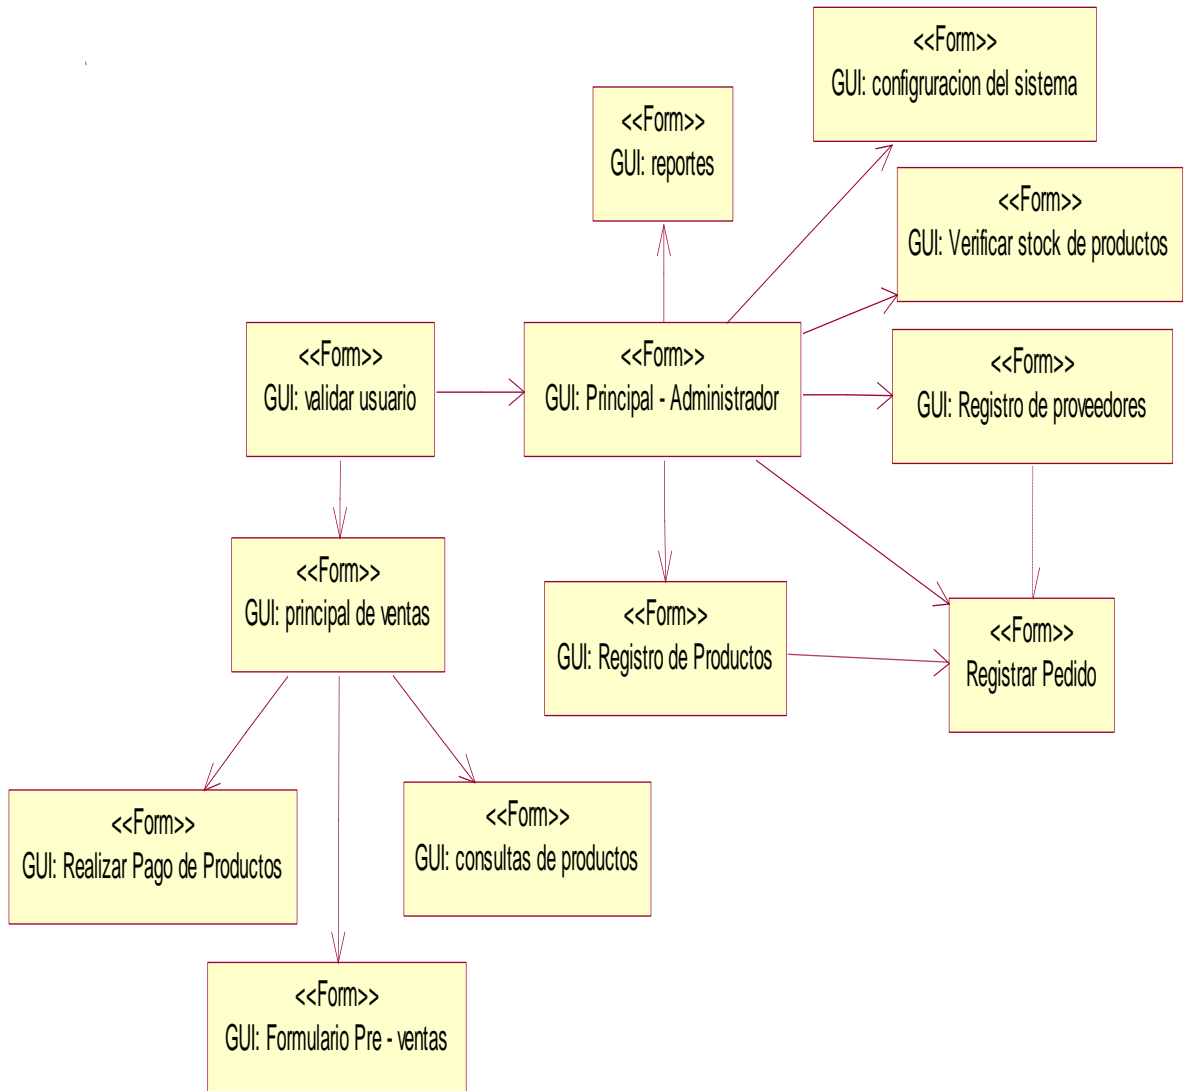 <<Form>>
GUI: configruracion del sistema
<<Form>>
GUI: reportes
<<Form>>
GUI: Verificar stock de productos
<<Form>>
GUI: validar usuario
<<Form>>
GUI: Principal - Administrador
<<Form>>
GUI: Registro de proveedores
<<Form>>
GUI: principal de ventas
<<Form>>
GUI: Registro de Productos
<<Form>>
Registrar Pedido
<<Form>>
GUI: Realizar Pago de Productos
<<Form>>
GUI: consultas de productos
<<Form>>
GUI: Formulario Pre - ventas